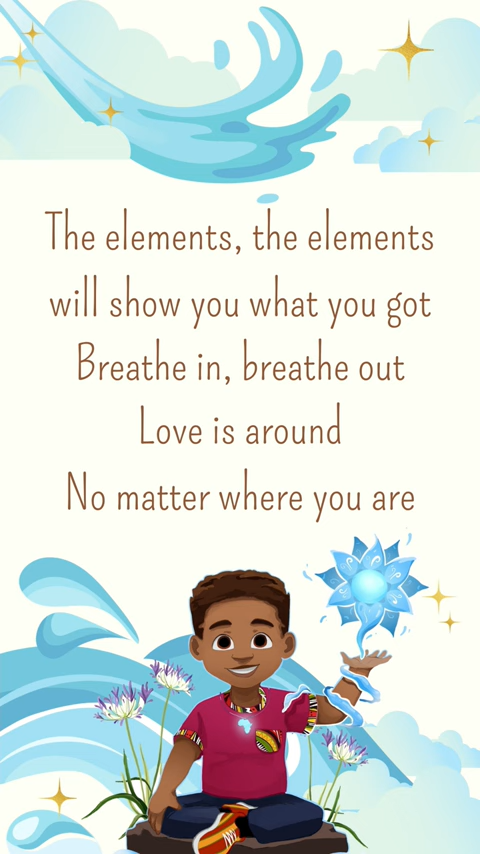 The elements, the elements
will show you what you got
Breathe in, breathe out
Love is around
No matter where you are